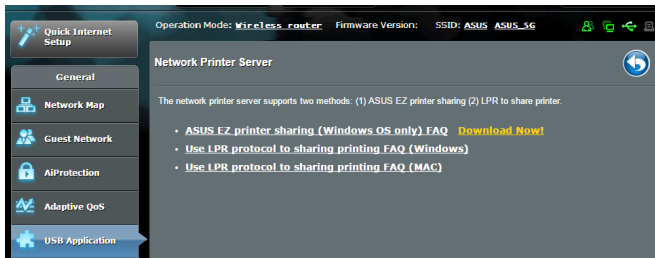 Quick Internet
Setup
Operation Mode: Wireless router Firmware Version: SSID: ASUS ASUS_5G
General
Network Map
Guest Network
AiProtection
Adaptive QoS
USB Application
Network Printer Server
The network printer server supports two methods: (1) ASUS EZ printer sharing (2) LPR to share printer.
ASUS EZ printer sharing (Windows OS only) FAQ Download Now!
Use LPR protocol to sharing printing FAQ (Windows)
Use LPR protocol to sharing printing FAQ (MAC)